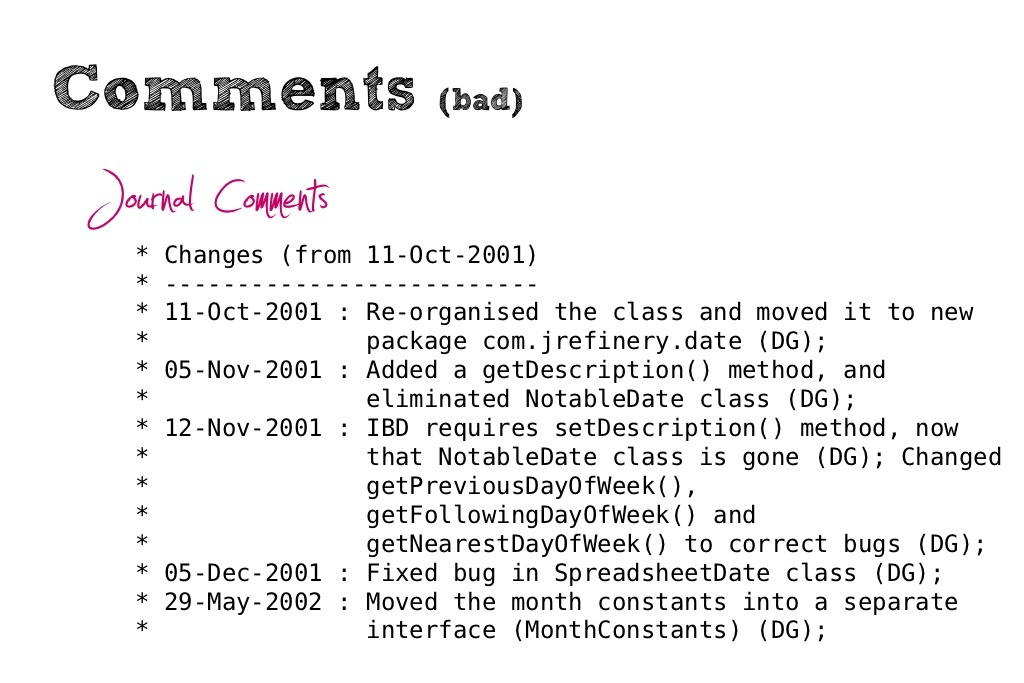 Comments (bad)
Journal Comments
* Changes (from 11-Oct-2001)
* --------------------------
* 11-Oct-2001 : Re-organised the class and moved it to new
*               package com.jrefinery.date (DG);
* 05-Nov-2001 : Added a getDescription() method, and
*               eliminated NotableDate class (DG);
* 12-Nov-2001 : IBD requires setDescription() method, now
*               that NotableDate class is gone (DG); Changed
*               getPreviousDayOfWeek(),
*               getFollowingDayOfWeek() and
*               getNearestDayOfWeek() to correct bugs (DG);
* 05-Dec-2001 : Fixed bug in SpreadsheetDate class (DG);
* 29-May-2002 : Moved the month constants into a separate
*               interface (MonthConstants) (DG);